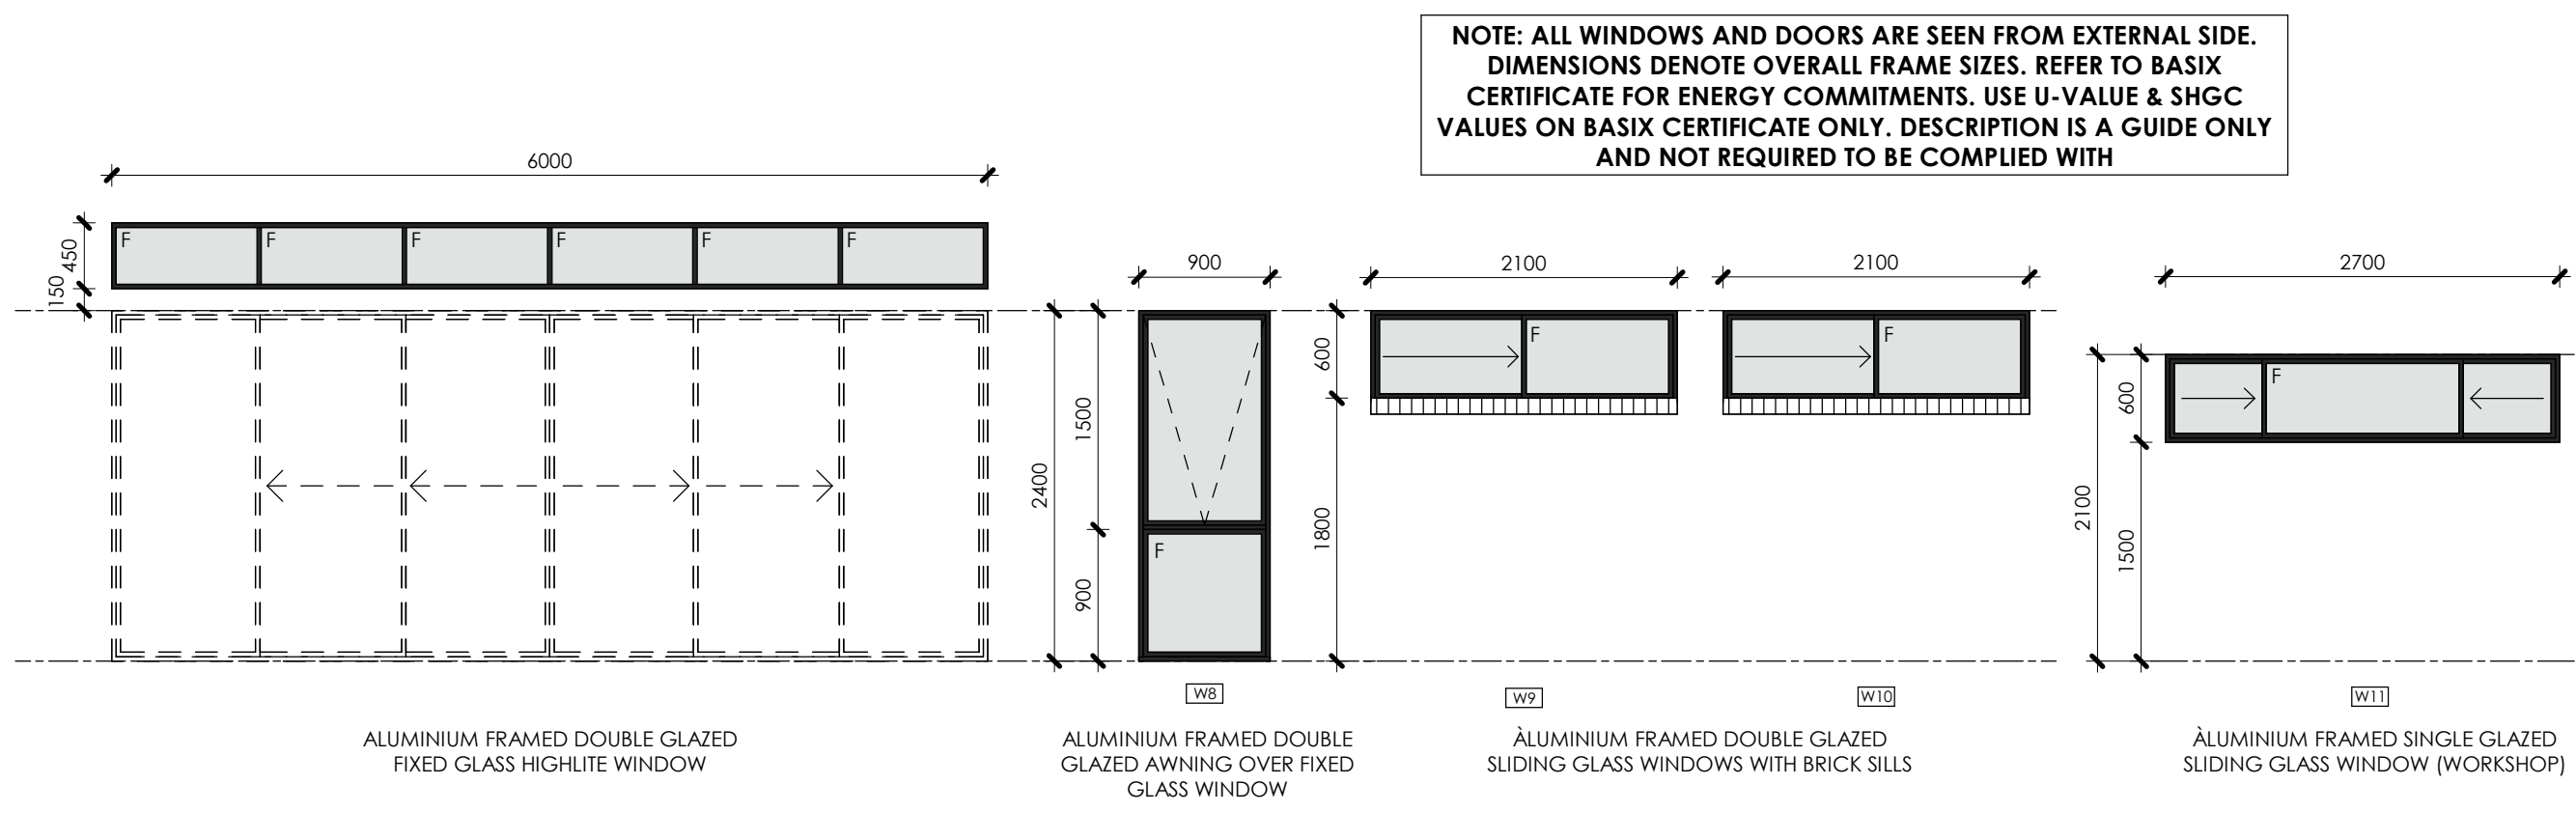 NOTE: ALL WINDOWS AND DOORS ARE SEEN FROM EXTERNAL SIDE.
DIMENSIONS DENOTE OVERALL FRAME SIZES. REFER TO BASIX
CERTIFICATE FOR ENERGY COMMITMENTS. USE U-VALUE & SHGC
VALUES ON BASIX CERTIFICATE ONLY. DESCRIPTION IS A GUIDE ONLY
AND NOT REQUIRED TO BE COMPLIED WITH
6000
450
150
F F F F F F
ALUMINIUM FRAMED DOUBLE GLAZED
FIXED GLASS HIGHLITE WINDOW
900
2400
1500
900
F
W8
ALUMINIUM FRAMED DOUBLE
GLAZED AWNING OVER FIXED
GLASS WINDOW
2100
600
1800
F
W9
2100
F
W10
ÀLUMINIUM FRAMED DOUBLE GLAZED
SLIDING GLASS WINDOWS WITH BRICK SILLS
2700
2100
600
1500
F
W11
ÀLUMINIUM FRAMED SINGLE GLAZED
SLIDING GLASS WINDOW (WORKSHOP)